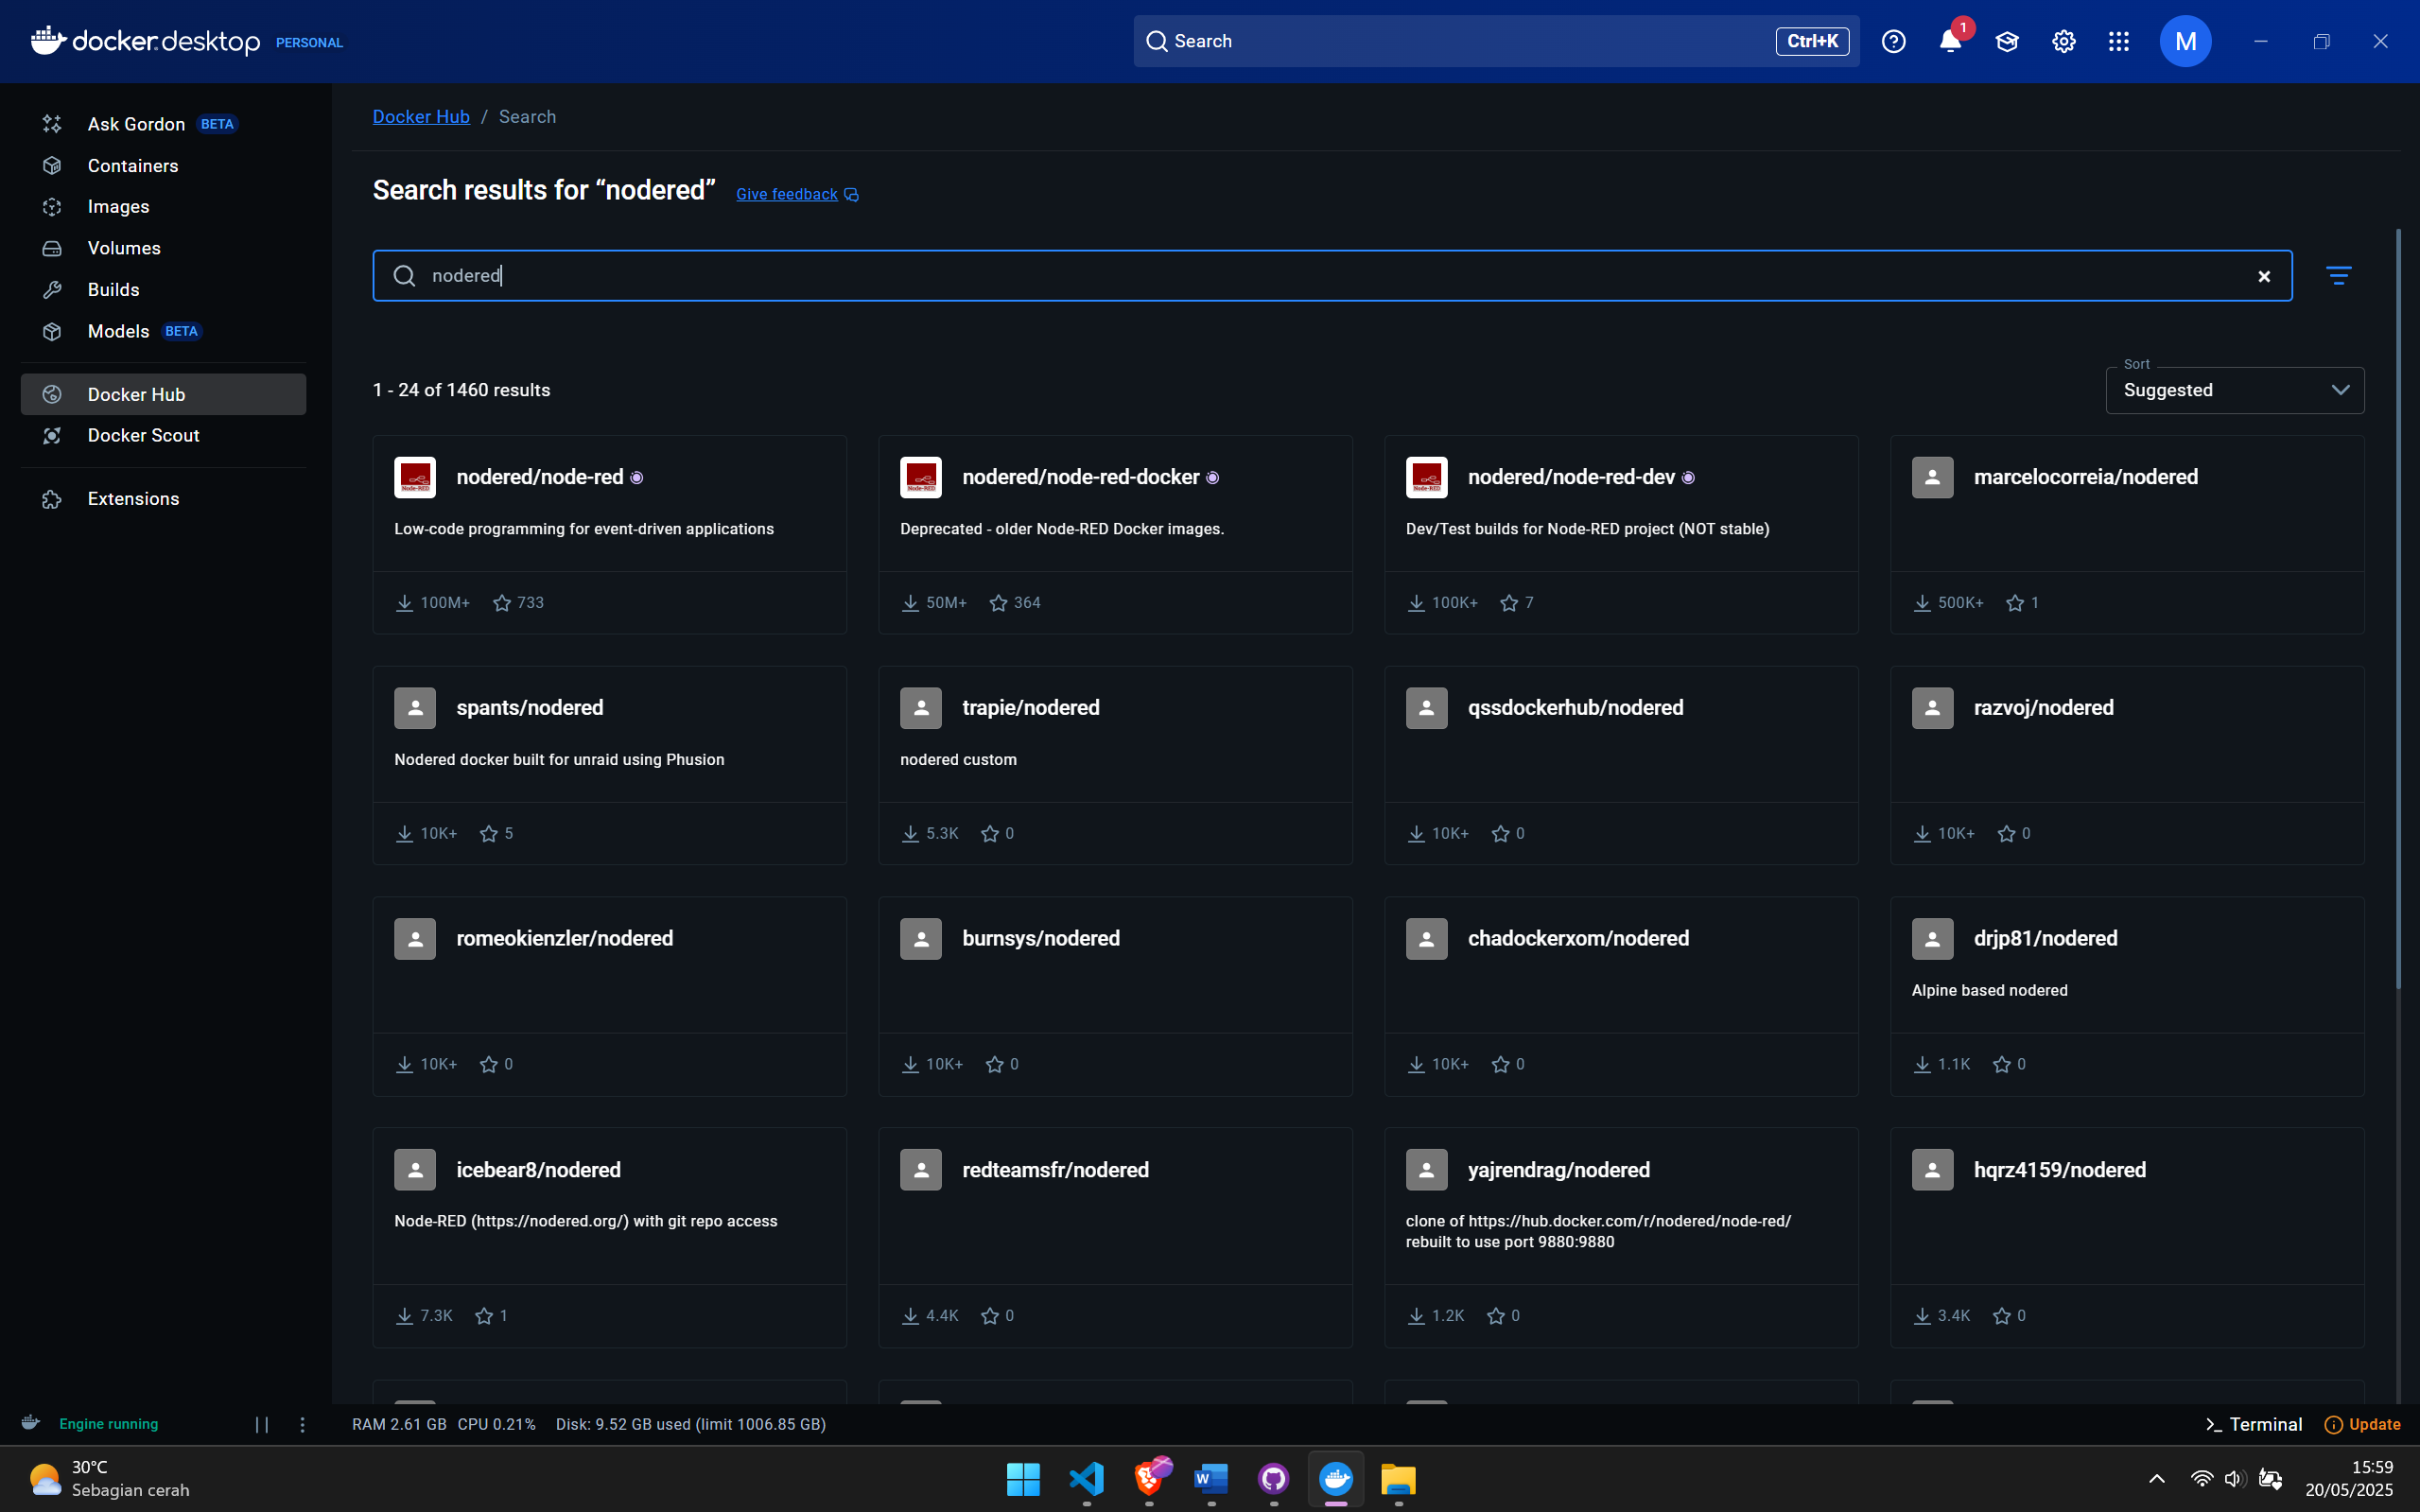 docker.desktop PERSONAL
Search
Ctrl+K
1
M
Ask Gordon BETA
Containers
Images
Volumes
Builds
Models BETA
Docker Hub
Docker Scout
Extensions
Docker Hub / Search
Search results for “nodered” Give feedback
nodered
1 - 24 of 1460 results
Sort
Suggested
nodered/node-red
Low-code programming for event-driven applications
100M+ 733
nodered/node-red-docker
Deprecated - older Node-RED Docker images.
50M+ 364
nodered/node-red-dev
Dev/Test builds for Node-RED project (NOT stable)
100K+ 7
marcelocorreia/nodered
500K+ 1
spants/nodered
Nodered docker built for unraid using Phusion
10K+ 5
trapie/nodered
nodered custom
5.3K 0
qssdockerhub/nodered
10K+ 0
razvoj/nodered
10K+ 0
romeokienzler/nodered
10K+ 0
burnsys/nodered
10K+ 0
chadockerxom/nodered
10K+ 0
drjp81/nodered
Alpine based nodered
1.1K 0
icebear8/nodered
Node-RED (https://nodered.org/) with git repo access
7.3K 1
redteamsfr/nodered
4.4K 0
yajrendrag/nodered
clone of https://hub.docker.com/r/nodered/node-red/
rebuilt to use port 9880:9880
1.2K 0
hqrz4159/nodered
3.4K 0
Engine running
RAM 2.61 GB CPU 0.21% Disk: 9.52 GB used (limit 1006.85 GB)
Terminal
Update
30°C
Sebagian cerah
15:59
20/05/2025